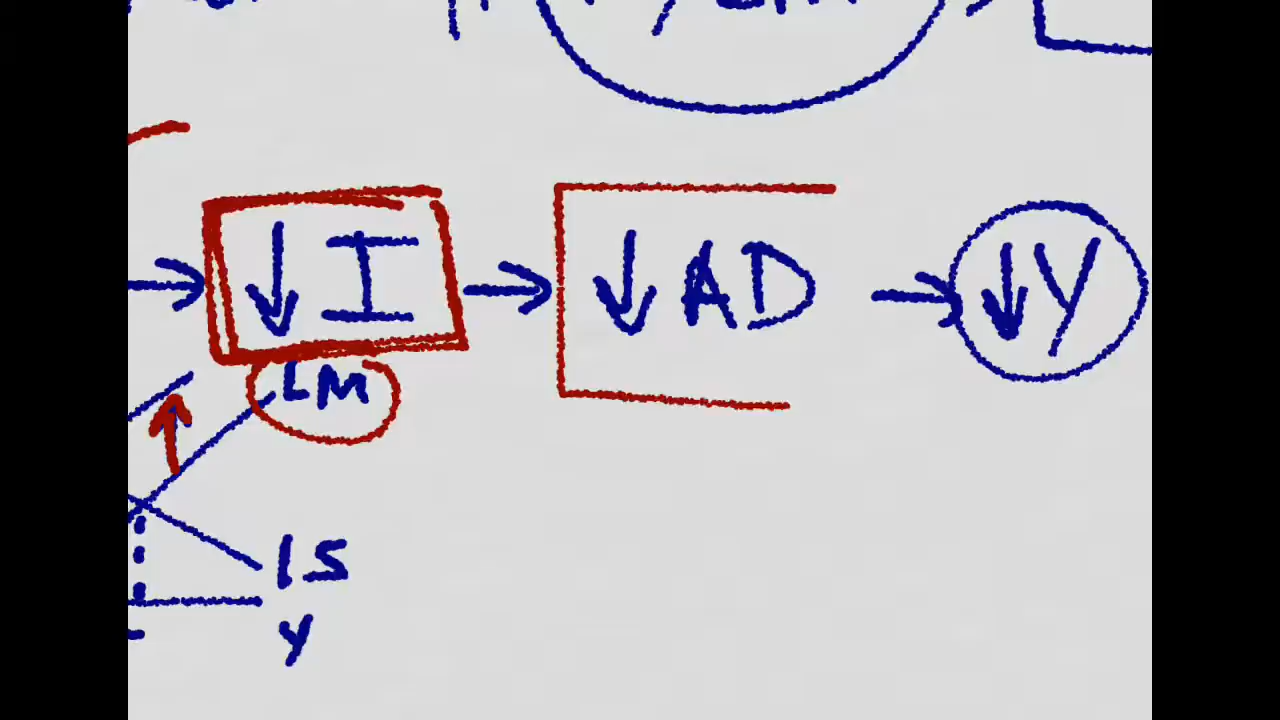 → ↓ I → ↓ AD → ↓ Y
LM
IS
Y